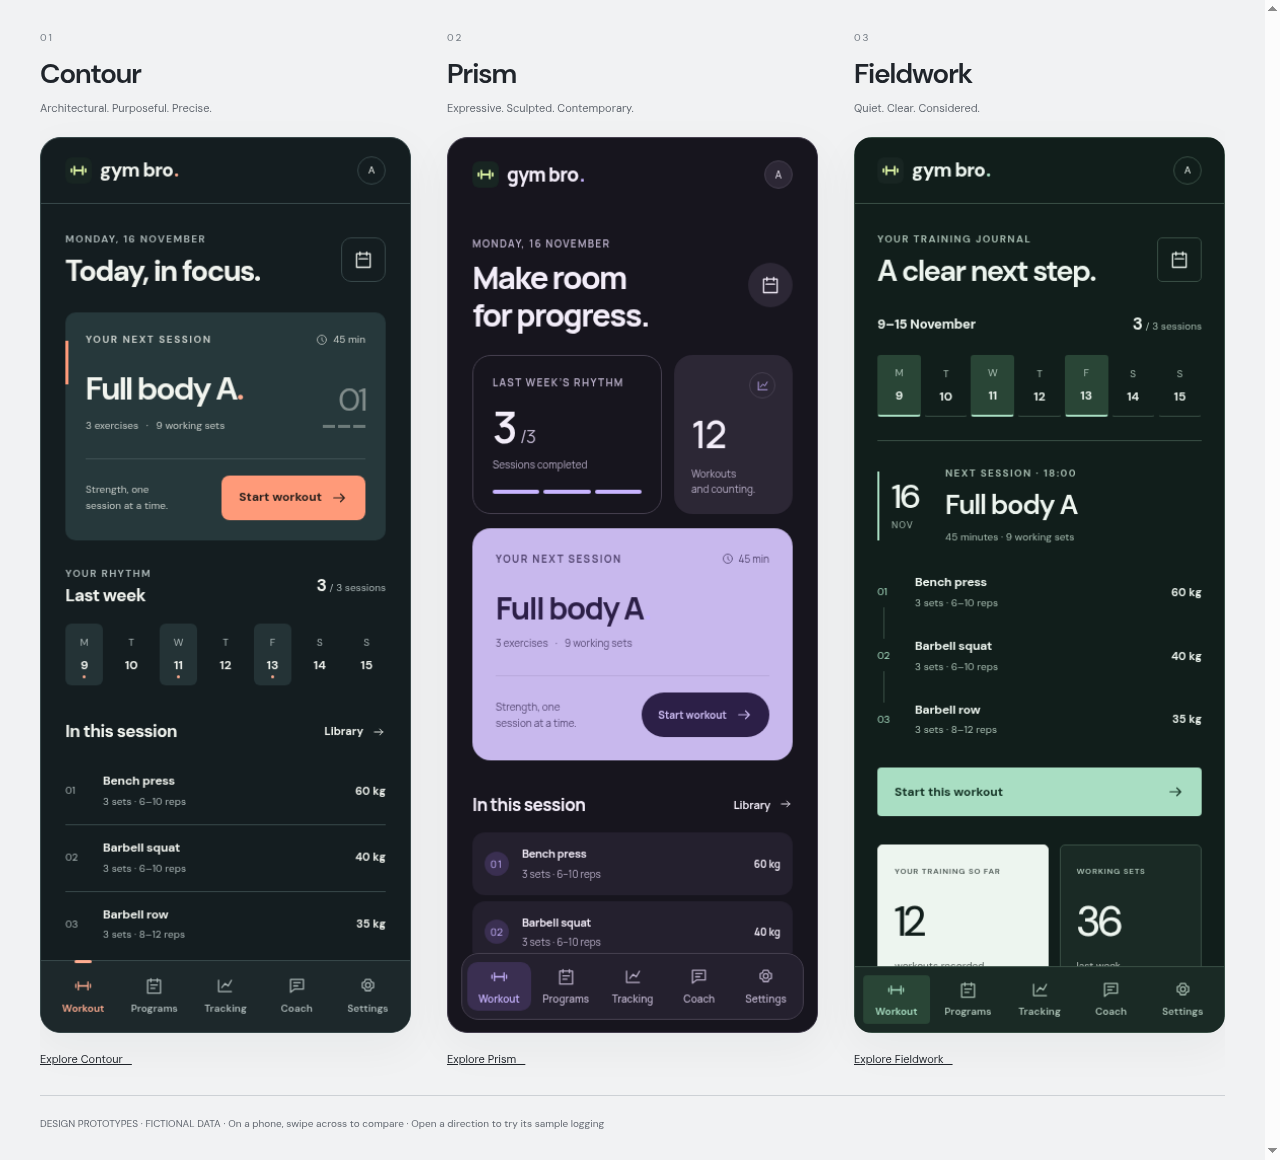 01
Contour
Architectural. Purposeful. Precise.
gym bro.
A
MONDAY, 16 NOVEMBER
Today, in focus.
YOUR NEXT SESSION
45 min
Full body A.
01
3 exercises · 9 working sets
Strength, one
session at a time.
Start workout
YOUR RHYTHM
Last week
3 / 3 sessions
M T W T F S S
9 10 11 12 13 14 15
In this session
Library
01
Bench press
3 sets · 6–10 reps
60 kg
02
Barbell squat
3 sets · 6–10 reps
40 kg
03
Barbell row
3 sets · 8–12 reps
35 kg
Workout Programs Tracking Coach Settings
Explore Contour
02
Prism
Expressive. Sculpted. Contemporary.
gym bro.
A
MONDAY, 16 NOVEMBER
Make room
for progress.
LAST WEEK'S RHYTHM
3 /3
Sessions completed
12
Workouts
and counting.
YOUR NEXT SESSION
45 min
Full body A
3 exercises · 9 working sets
Strength, one
session at a time.
Start workout
In this session
Library
01
Bench press
3 sets · 6–10 reps
60 kg
02
Barbell squat
3 sets · 6–10 reps
40 kg
Workout Programs Tracking Coach Settings
Explore Prism
03
Fieldwork
Quiet. Clear. Considered.
gym bro.
A
YOUR TRAINING JOURNAL
A clear next step.
9–15 November
3 / 3 sessions
M T W T F S S
9 10 11 12 13 14 15
16
NOV
NEXT SESSION · 18:00
Full body A
45 minutes · 9 working sets
01
Bench press
3 sets · 6–10 reps
60 kg
02
Barbell squat
3 sets · 6–10 reps
40 kg
03
Barbell row
3 sets · 8–12 reps
35 kg
Start this workout
YOUR TRAINING SO FAR
12
workouts recorded
WORKING SETS
36
last week
Workout Programs Tracking Coach Settings
Explore Fieldwork
DESIGN PROTOTYPES · FICTIONAL DATA · On a phone, swipe across to compare · Open a direction to try its sample logging